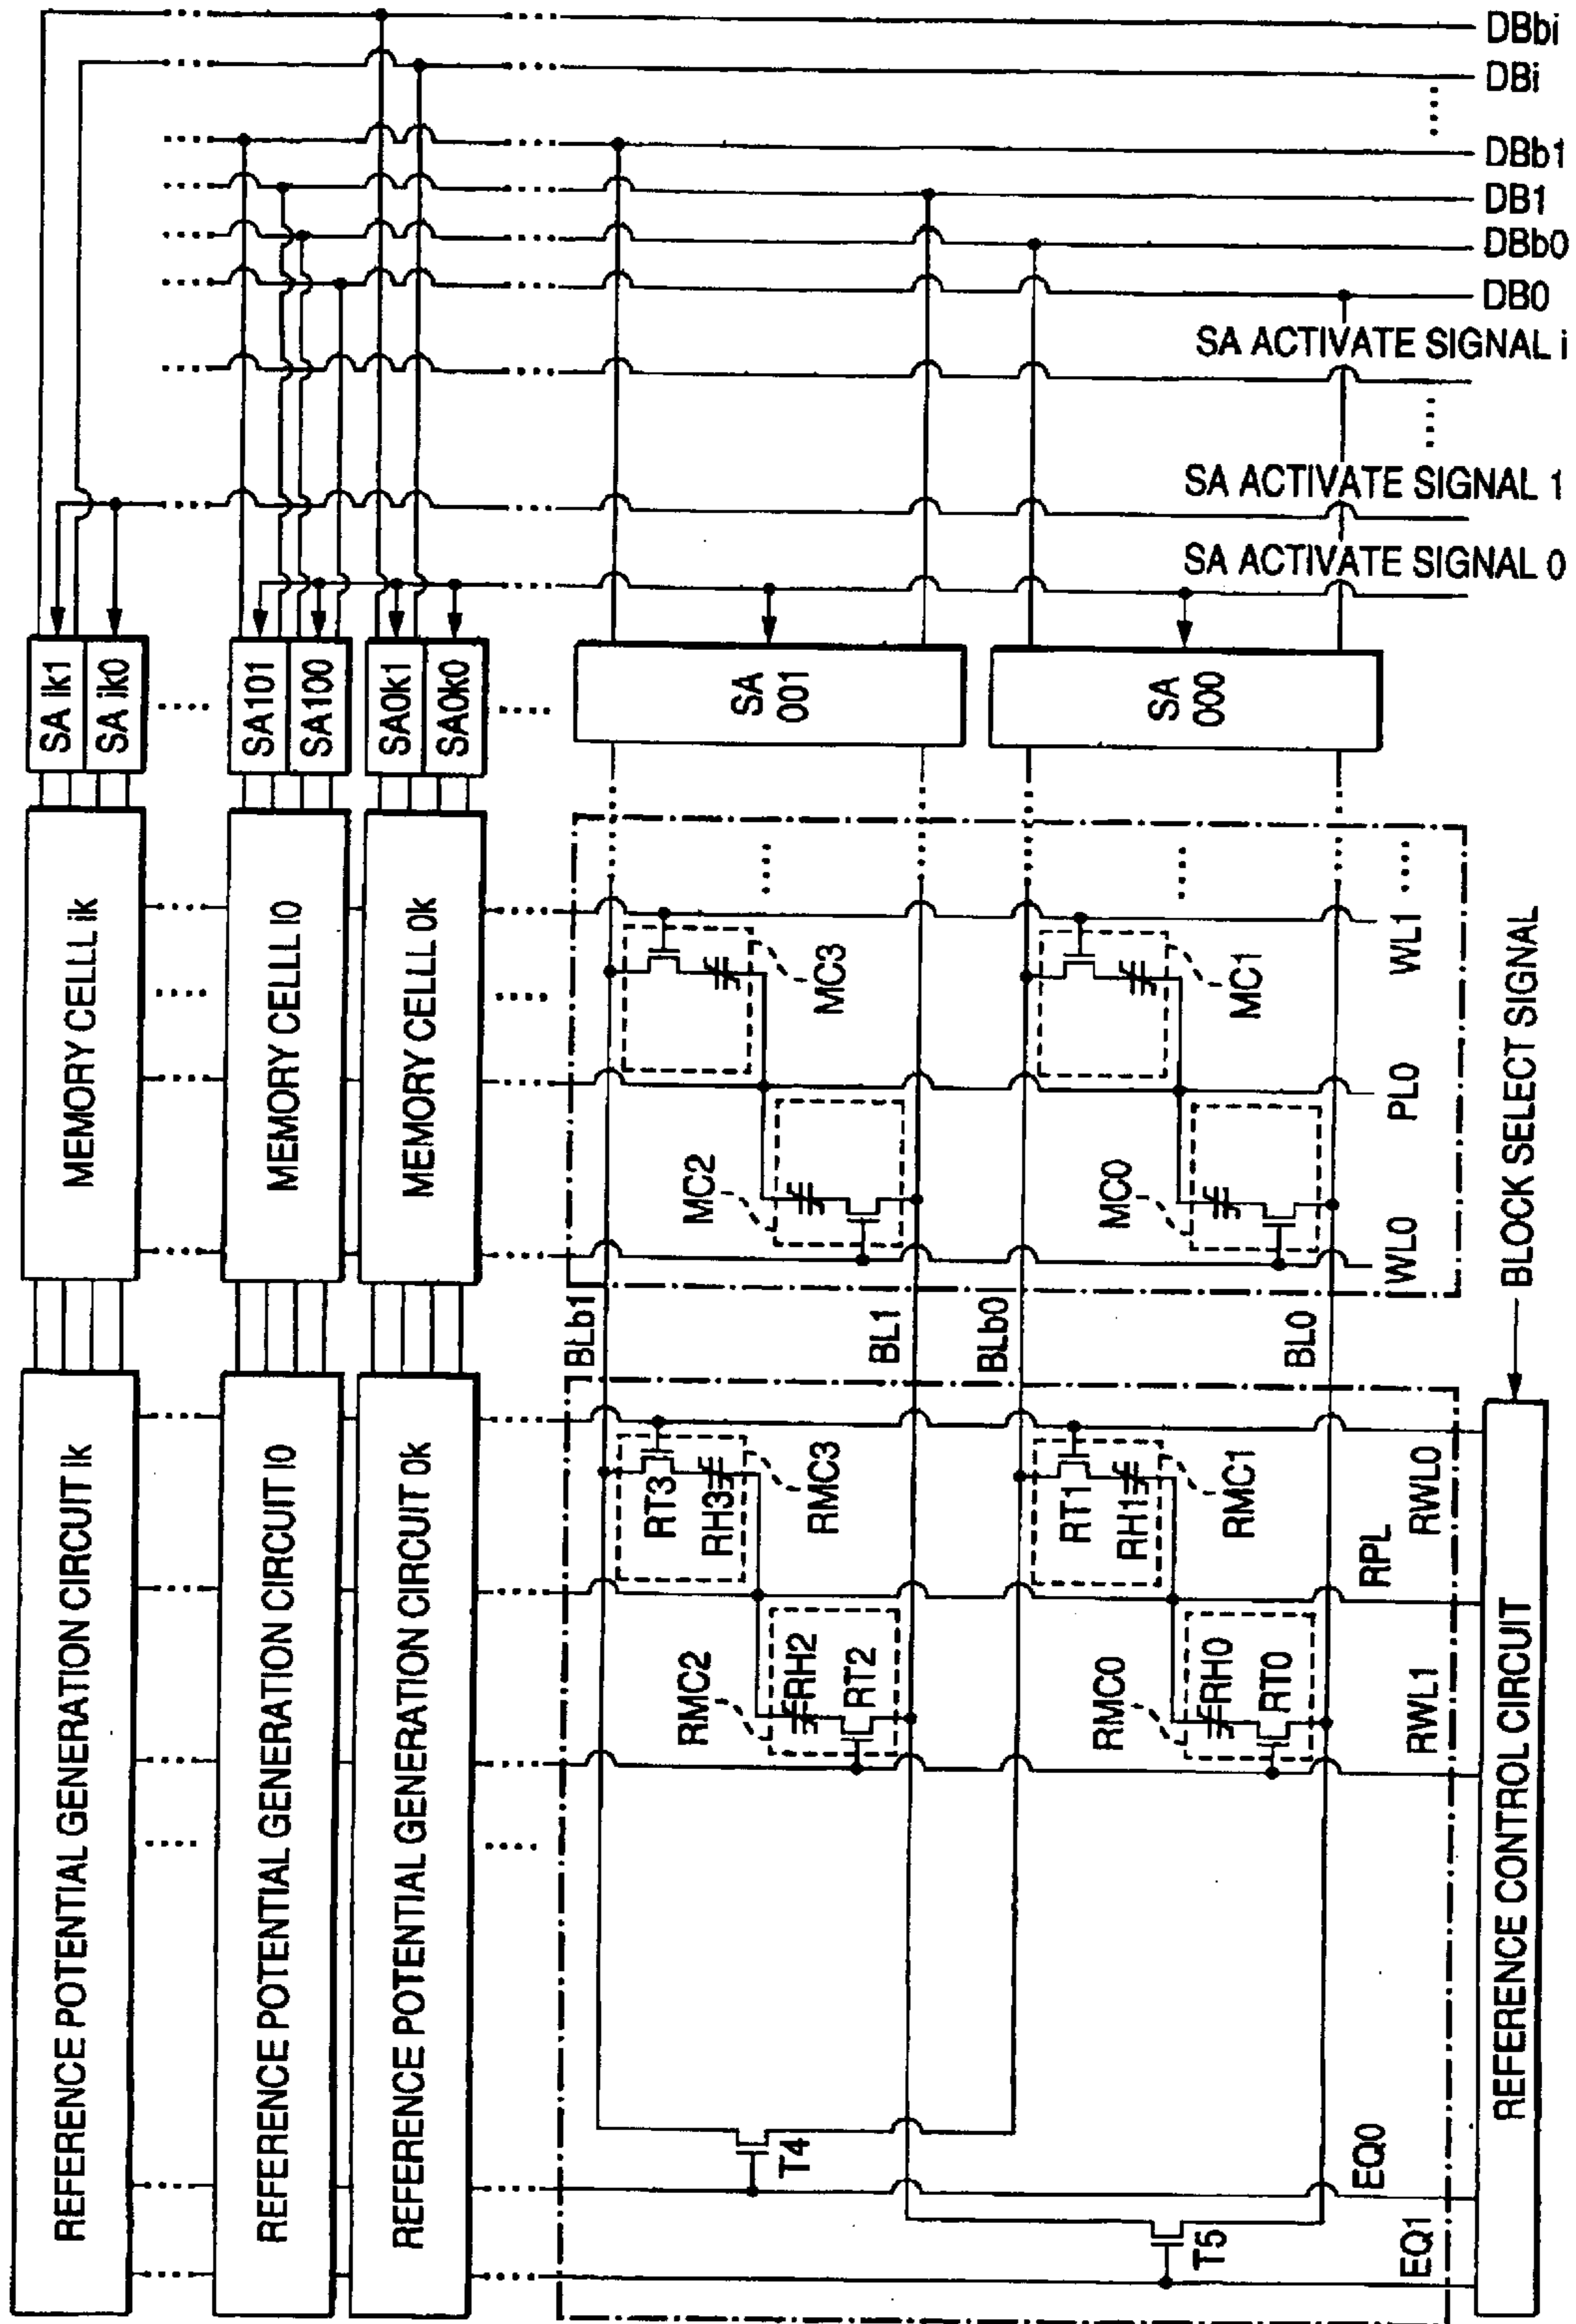 DBbi
DBi
DBb1
DB1
DBb0
DB0
SA ACTIVATE SIGNAL i
SA ACTIVATE SIGNAL 1
SA ACTIVATE SIGNAL 0
SA ik1
SA ik0
SA101
SA100
SA0k1
SA0k0
SA 001
SA 000
MEMORY CELLL ik
MEMORY CELLL I0
MEMORY CELLL 0k
MC3
MC1
MC2
MC0
WL1
PL0
WL0
BLOCK SELECT SIGNAL
BLb1
BL1
BLb0
BL0
REFERENCE POTENTIAL GENERATION CIRCUIT Ik
REFERENCE POTENTIAL GENERATION CIRCUIT I0
REFERENCE POTENTIAL GENERATION CIRCUIT 0k
RT3
RH3
RMC3
RT1
RH1
RMC1
RWL0
RPL
RMC2
RH2
RT2
RMC0
RH0
RT0
RWL1
T4
T5
EQ0
EQ1
REFERENCE CONTROL CIRCUIT